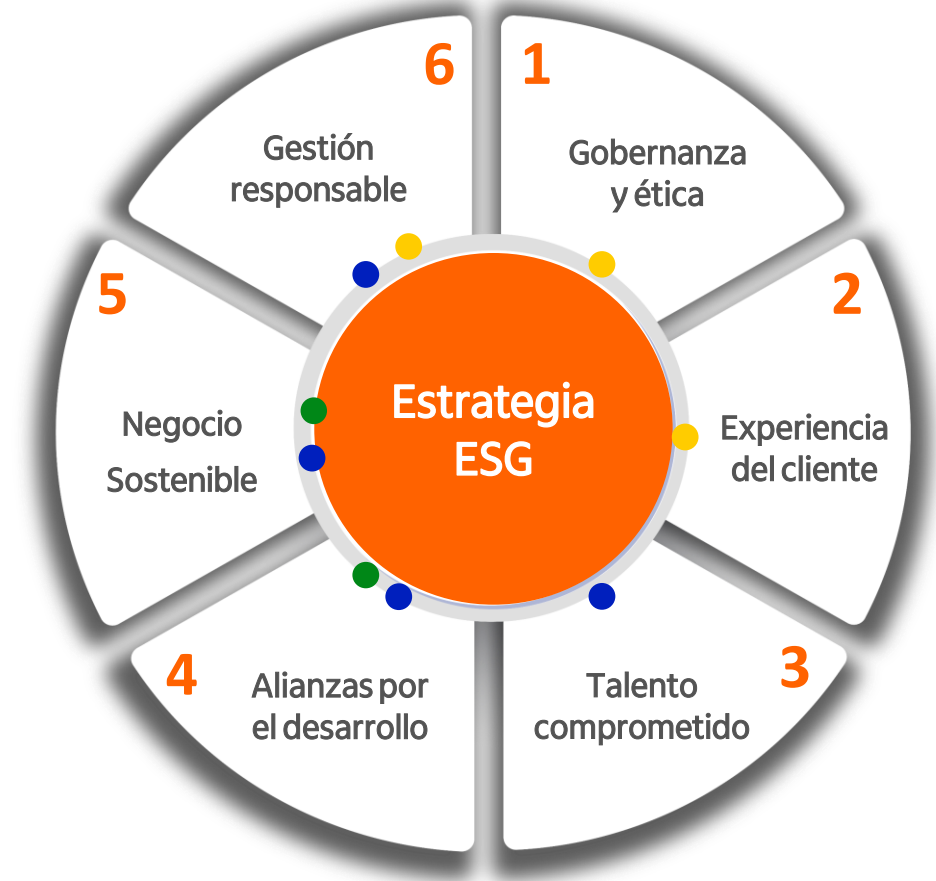 Estrategia
ESG
1
Gobernanza
y ética
2
Experiencia
del cliente
3
Talento
comprometido
4
Alianzas por
el desarrollo
5
Negocio
Sostenible
6
Gestión
responsable